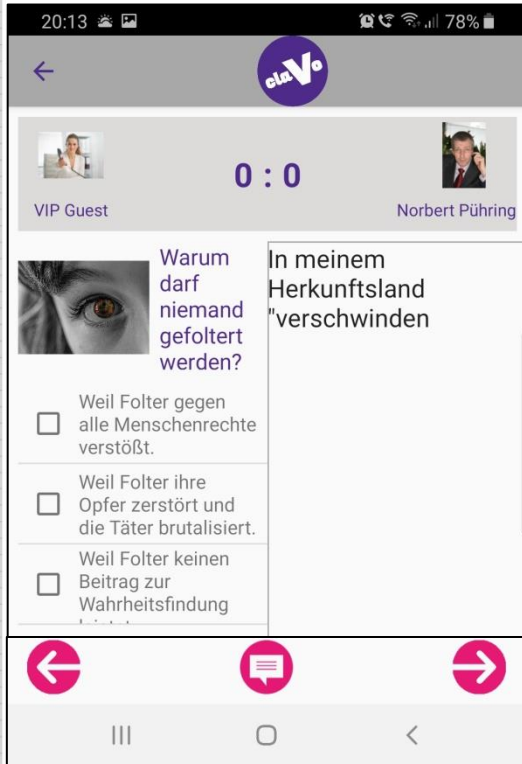 20:13
78%
claVo
0 : 0
VIP Guest
Norbert Pühring
Warum
darf
niemand
gefoltert
werden?
Weil Folter gegen
alle Menschenrechte
verstößt.
Weil Folter ihre
Opfer zerstört und
die Täter brutalisiert.
Weil Folter keinen
Beitrag zur
Wahrheitsfindung
In meinem
Herkunftsland
"verschwinden